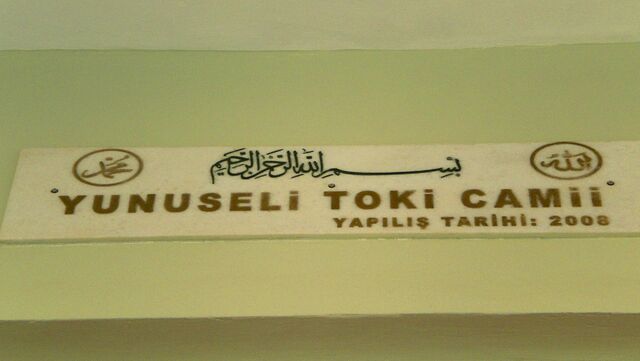 محمد
بسم الله الرحمن الرحيم
الله
YUNUSELİ TOKİ CAMİİ
YAPILIŞ TARİHİ: 2008